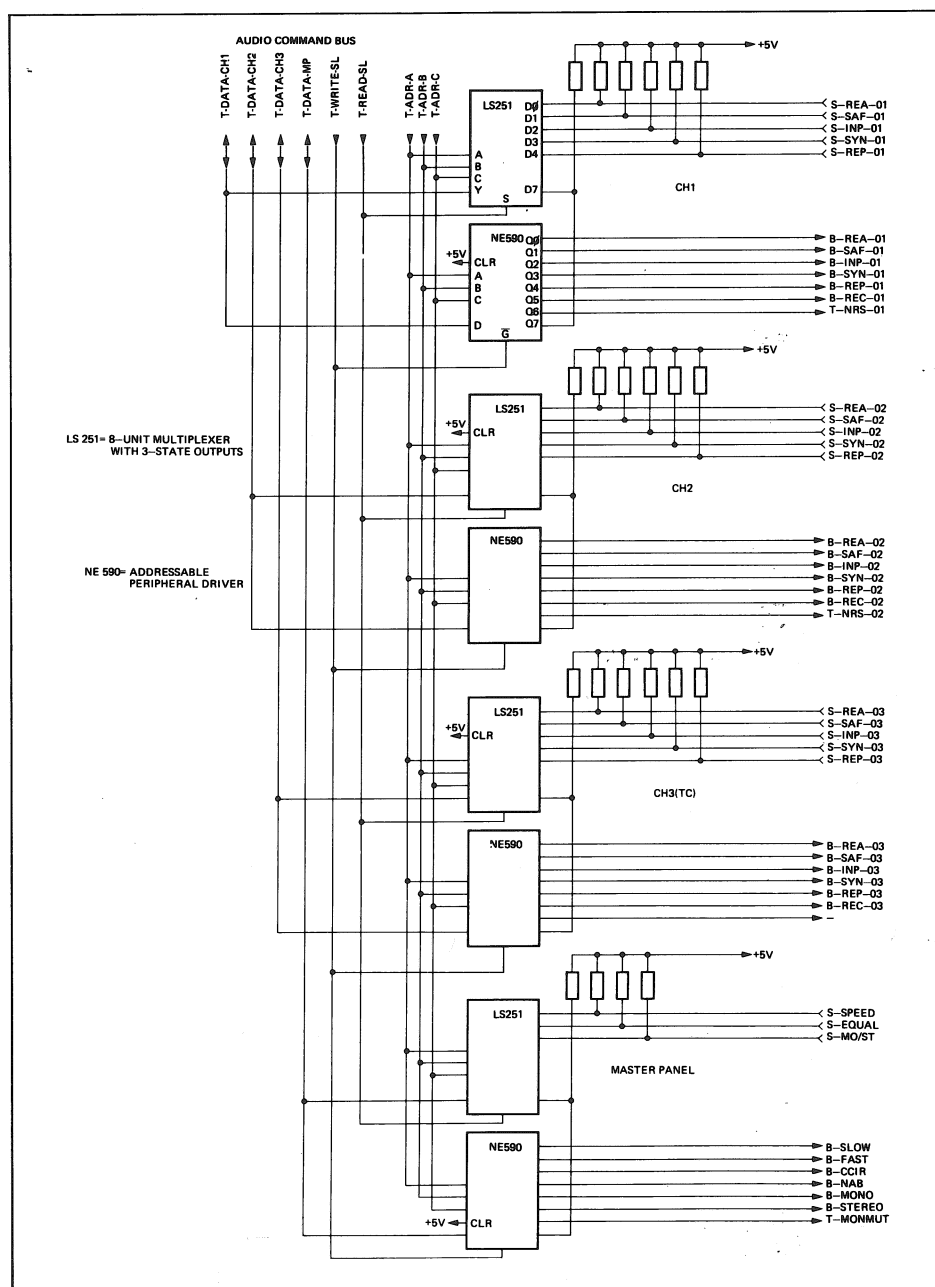 AUDIO COMMAND BUS
T-DATA-CH1
T-DATA-CH2
T-DATA-CH3
T-DATA-MP
T-WRITE-SL
T-READ-SL
T-ADR-A
T-ADR-B
T-ADR-C
+5V
LS251
DØ
D1
D2
D3
D4
D7
A
B
C
Y
S
S-REA-01
S-SAF-01
S-INP-01
S-SYN-01
S-REP-01
CH1
NE590
+5V
CLR
A
B
C
D
G
QØ
Q1
Q2
Q3
Q4
Q5
Q6
Q7
B-REA-01
B-SAF-01
B-INP-01
B-SYN-01
B-REP-01
B-REC-01
T-NRS-01
+5V
LS251
+5V
CLR
S-REA-02
S-SAF-02
S-INP-02
S-SYN-02
S-REP-02
LS 251= 8-UNIT MULTIPLEXER
WITH 3-STATE OUTPUTS
CH2
NE590
B-REA-02
B-SAF-02
B-INP-02
B-SYN-02
B-REP-02
B-REC-02
T-NRS-02
NE 590= ADDRESSABLE
PERIPHERAL DRIVER
+5V
LS251
+5V
CLR
S-REA-03
S-SAF-03
S-INP-03
S-SYN-03
S-REP-03
CH3(TC)
NE590
B-REA-03
B-SAF-03
B-INP-03
B-SYN-03
B-REP-03
B-REC-03
-
+5V
LS251
S-SPEED
S-EQUAL
S-MO/ST
MASTER PANEL
NE590
B-SLOW
B-FAST
B-CCIR
B-NAB
B-MONO
B-STEREO
T-MONMUT
+5V
CLR